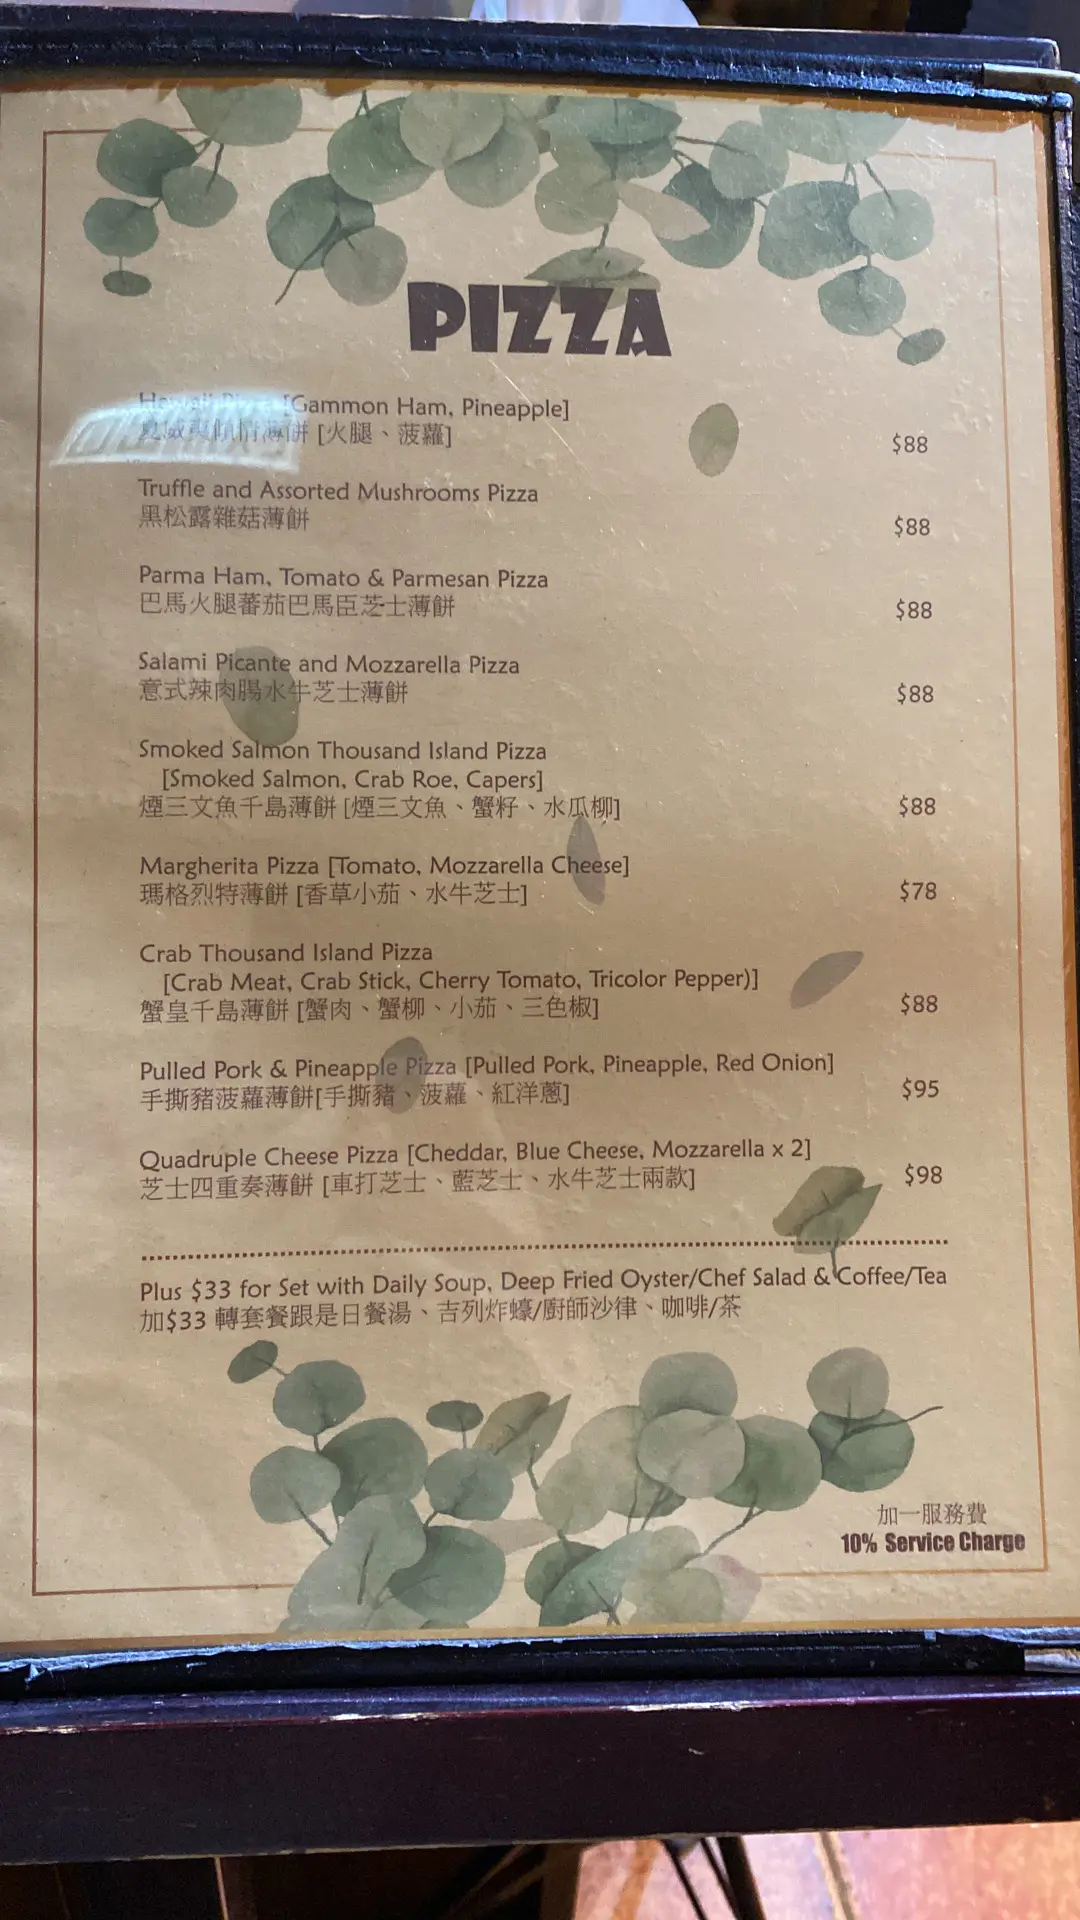 PIZZA
Hawaii Pizza [Gammon Ham, Pineapple]
夏威夷傾情薄餅 [火腿、菠蘿]
$88
Truffle and Assorted Mushrooms Pizza
黑松露雜菇薄餅
$88
Parma Ham, Tomato & Parmesan Pizza
巴馬火腿蕃茄巴馬臣芝士薄餅
$88
Salami Picante and Mozzarella Pizza
意式辣肉腸水牛芝士薄餅
$88
Smoked Salmon Thousand Island Pizza
[Smoked Salmon, Crab Roe, Capers]
煙三文魚千島薄餅 [煙三文魚、蟹籽、水瓜柳]
$88
Margherita Pizza [Tomato, Mozzarella Cheese]
瑪格烈特薄餅 [香草小茄、水牛芝士]
$78
Crab Thousand Island Pizza
[Crab Meat, Crab Stick, Cherry Tomato, Tricolor Pepper)]
蟹皇千島薄餅 [蟹肉、蟹柳、小茄、三色椒]
$88
Pulled Pork & Pineapple Pizza [Pulled Pork, Pineapple, Red Onion]
手撕豬菠蘿薄餅[手撕豬、菠蘿、紅洋蔥]
$95
Quadruple Cheese Pizza [Cheddar, Blue Cheese, Mozzarella x 2]
芝士四重奏薄餅 [車打芝士、藍芝士、水牛芝士兩款]
$98
Plus $33 for Set with Daily Soup, Deep Fried Oyster/Chef Salad & Coffee/Tea
加$33 轉套餐跟是日餐湯、吉列炸蠔/廚師沙律、咖啡/茶
加一服務費
10% Service Charge